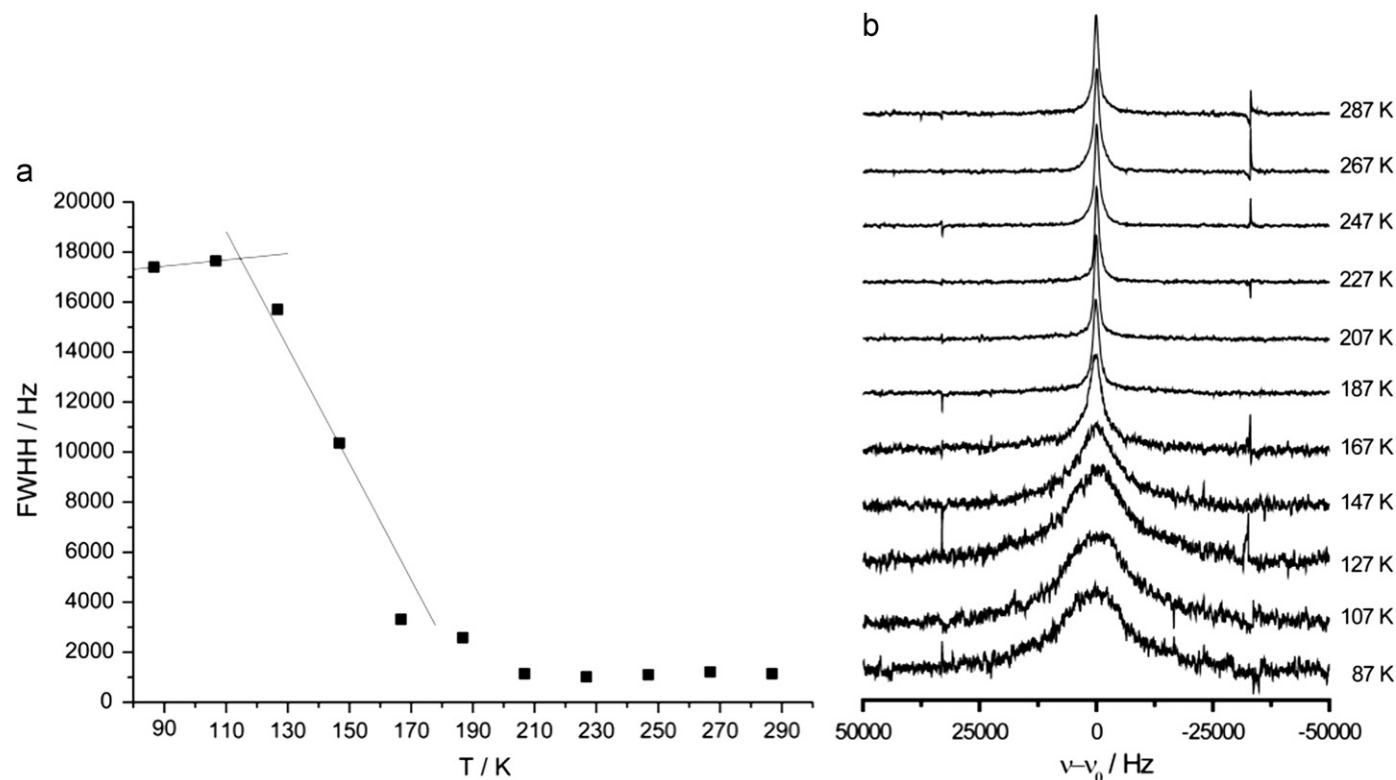 a
20000
18000
16000
14000
12000
10000
8000
6000
4000
2000
0
FWHH / Hz
90 110 130 150 170 190 210 230 250 270 290
T / K
b
287 K
267 K
247 K
227 K
207 K
187 K
167 K
147 K
127 K
107 K
87 K
50000 25000 0 -25000 -50000
ν–ν₀ / Hz